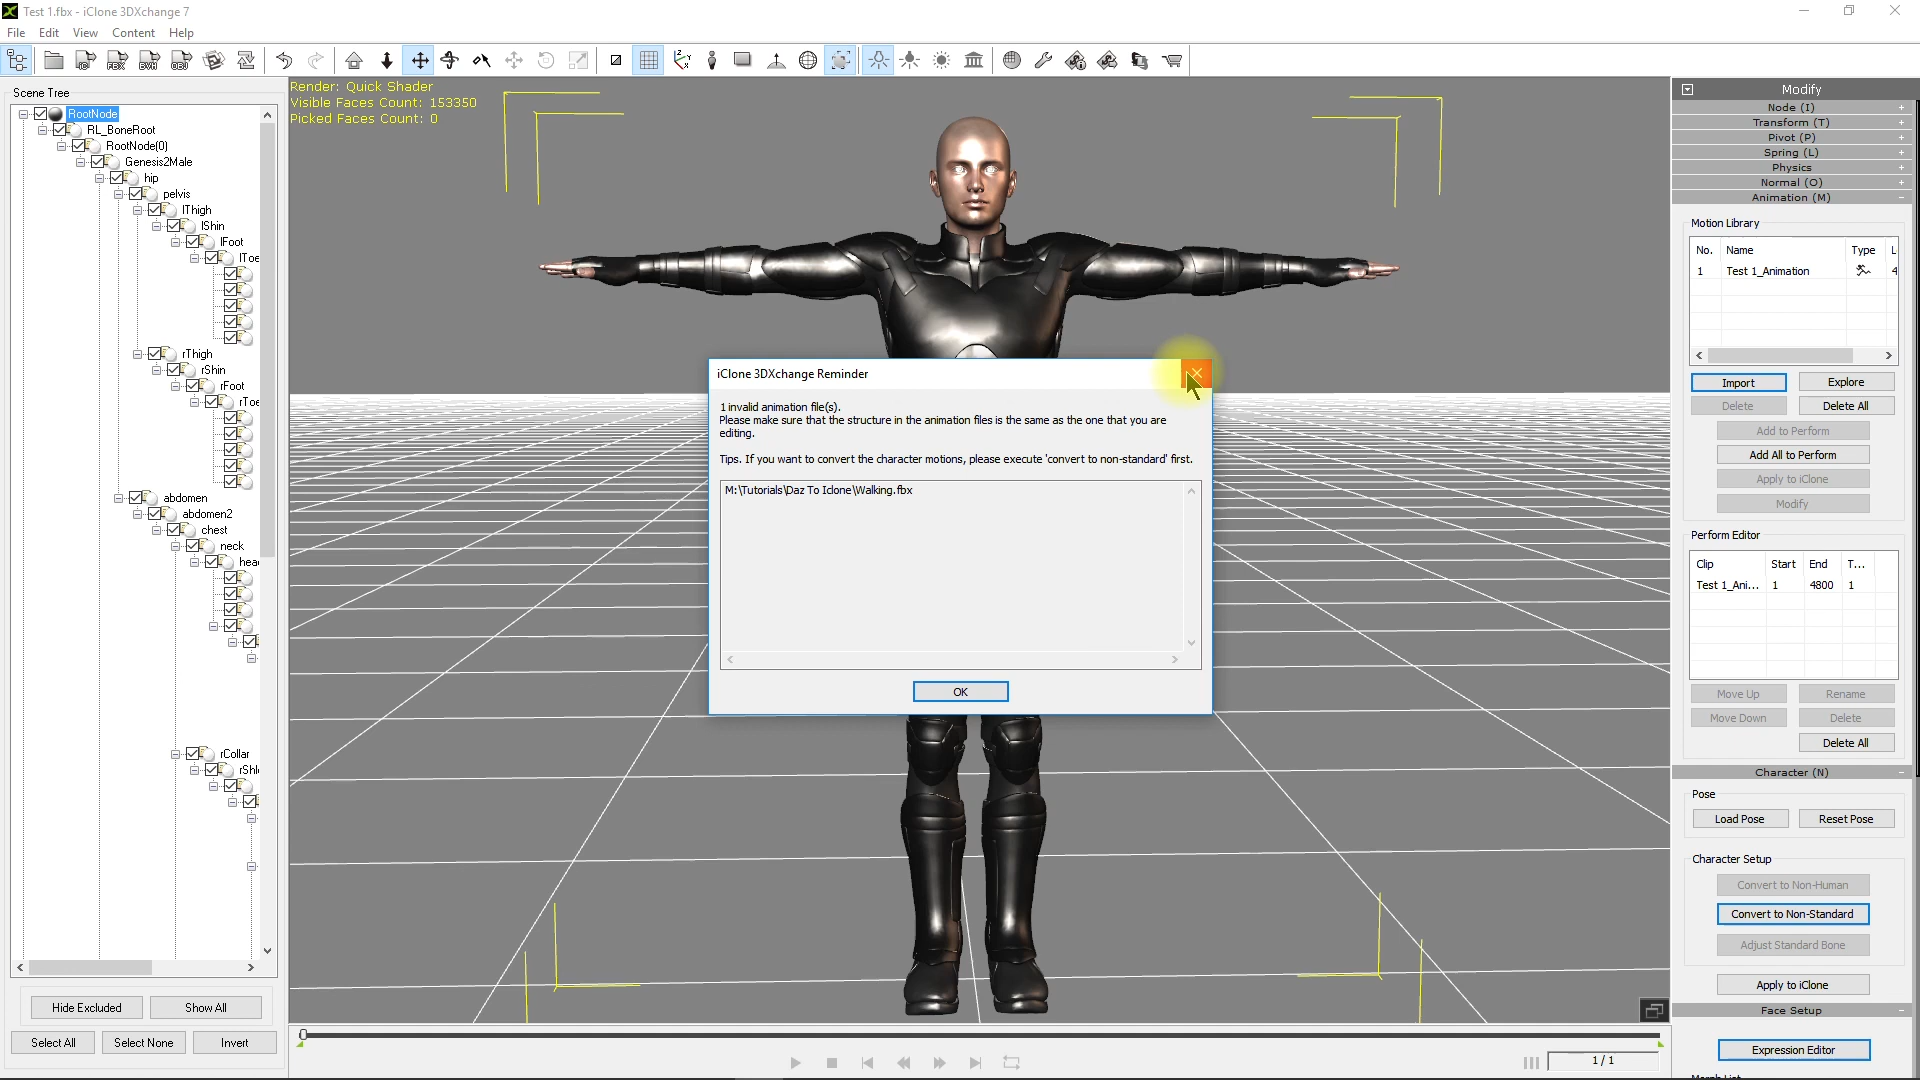 Test 1.fbx - iClone 3DXchange 7
File Edit View Content Help
Scene Tree
RootNode
RL_BoneRoot
RootNode(0)
Genesis2Male
hip
pelvis
lThigh
lShin
lFoot
lToe
rThigh
rShin
rFoot
rToe
abdomen
abdomen2
chest
neck
rCollar
Hide Excluded Show All
Select All Select None Invert
Render: Quick Shader
Visible Faces Count: 153350
Picked Faces Count: 0
iClone 3DXchange Reminder
1 invalid animation file(s).
Please make sure that the structure in the animation files is the same as the one that you are
editing.
Tips. If you want to convert the character motions, please execute 'convert to non-standard' first.
M:\Tutorials\Daz To Iclone\Walking.fbx
OK
1 / 1
Modify
Node (I) +
Transform (T) +
Pivot (P) +
Spring (L) +
Physics +
Normal (O) +
Animation (M) -
Motion Library
No. Name Type L
1 Test 1_Animation 4
Import Explore
Delete Delete All
Add to Perform
Add All to Perform
Apply to iClone
Modify
Perform Editor
Clip Start End T...
Test 1_Ani... 1 4800 1
Move Up Rename
Move Down Delete
Delete All
Character (N) -
Pose
Load Pose Reset Pose
Character Setup
Convert to Non-Human
Convert to Non-Standard
Adjust Standard Bone
Apply to iClone
Face Setup -
Expression Editor